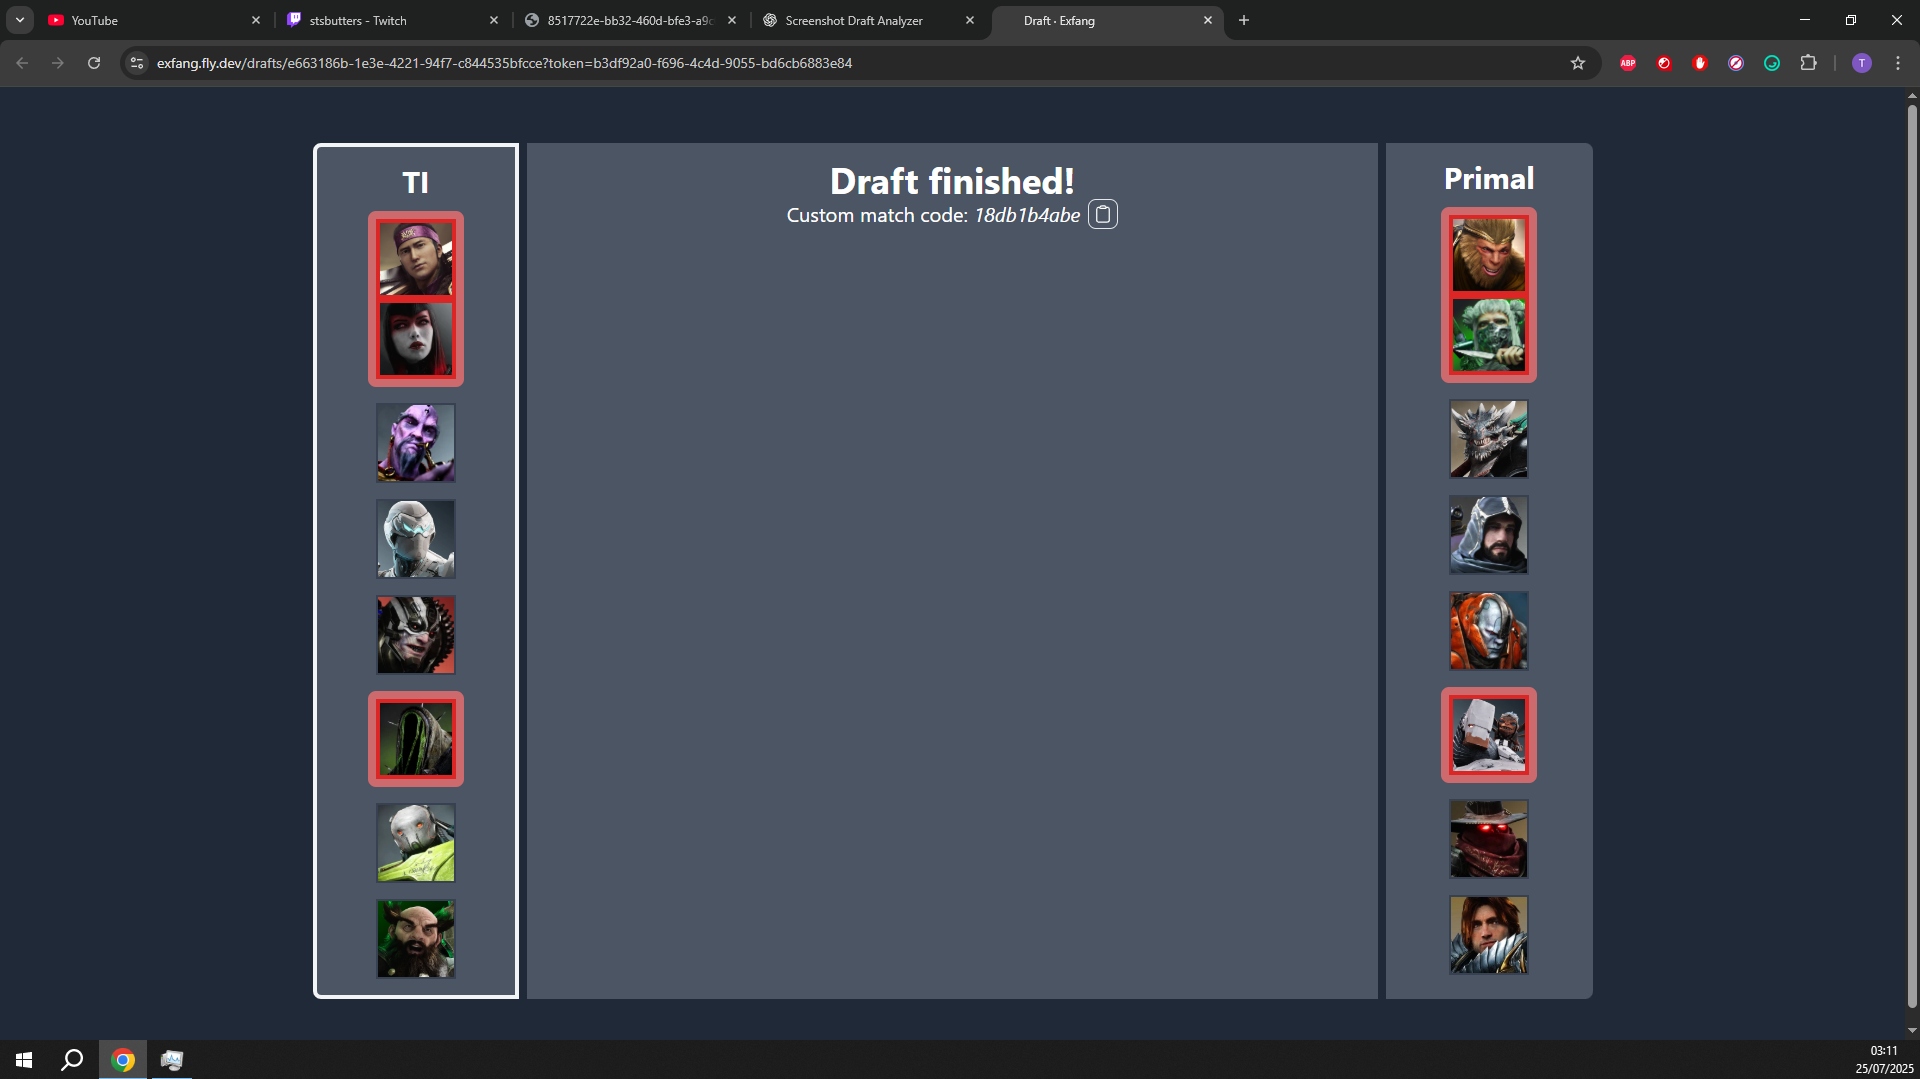 YouTube
stsbutters - Twitch
8517722e-bb32-460d-bfe3-a9c
Screenshot Draft Analyzer
Draft · Exfang
exfang.fly.dev/drafts/e663186b-1e3e-4221-94f7-c844535bfcce?token=b3df92a0-f696-4c4d-9055-bd6cb6883e84
ABP
T
TI
Draft finished!
Primal
Custom match code: 18db1b4abe
03:11
25/07/2025